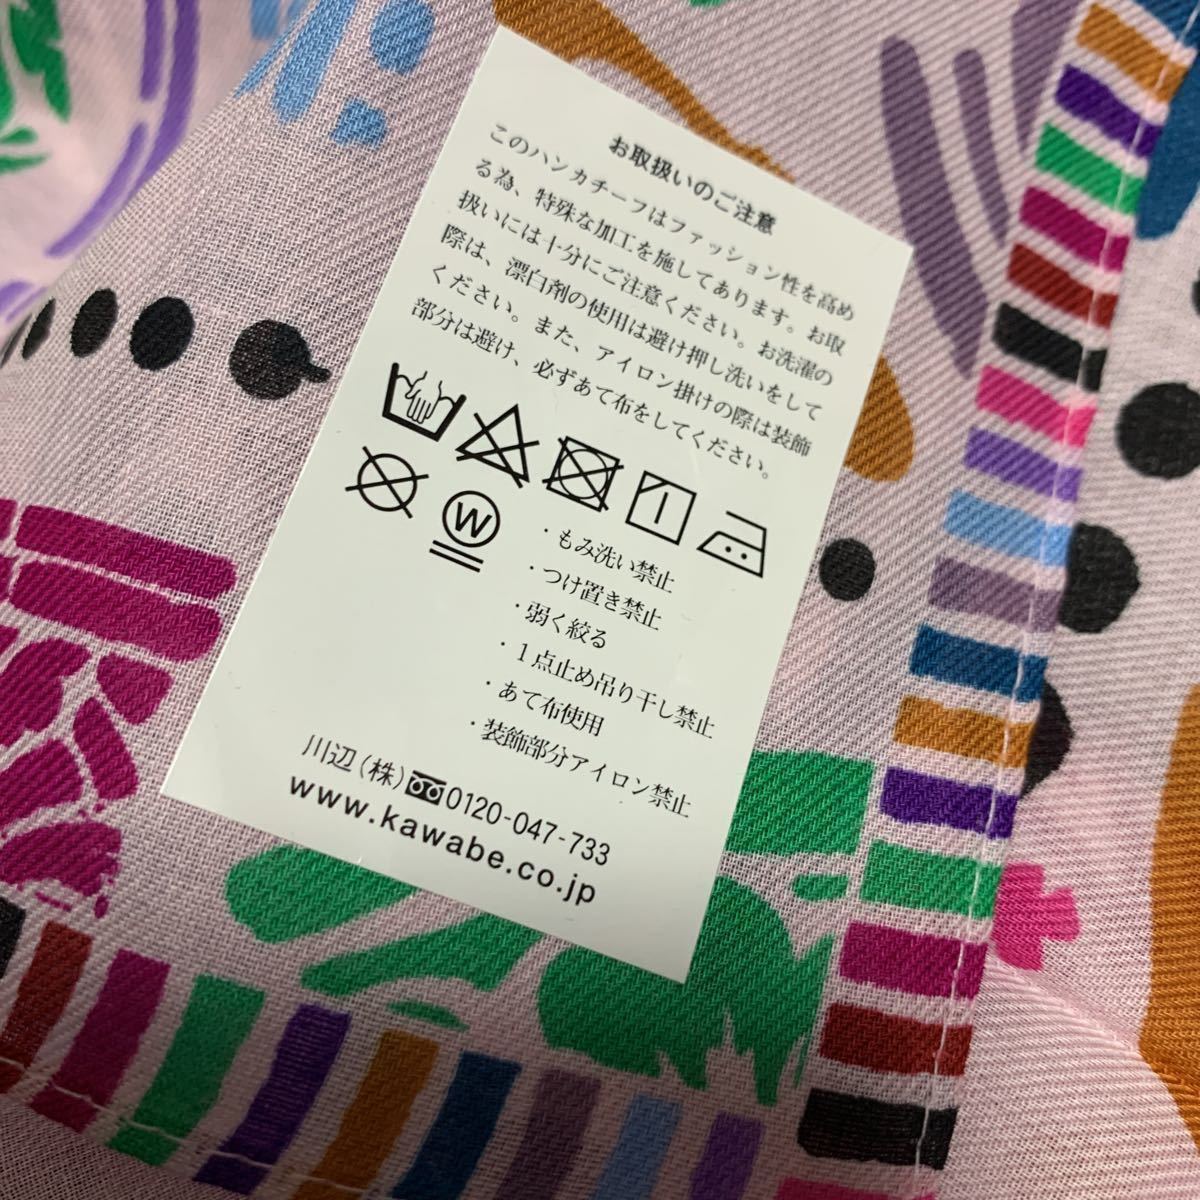 お取扱いのご注意
このハンカチーフはファッション性を高め
る為、特殊な加工を施してあります。お取
扱いには十分にご注意ください。お洗濯の
際は、漂白剤の使用は避け押し洗いをして
ください。また、アイロン掛けの際は装飾
部分は避け、必ずあて布をしてください。
W
・もみ洗い禁止
・つけ置き禁止
・弱く絞る
・１点止め吊り干し禁止
・あて布使用
・装飾部分アイロン禁止
川辺(株) 0120-047-733
www.kawabe.co.jp